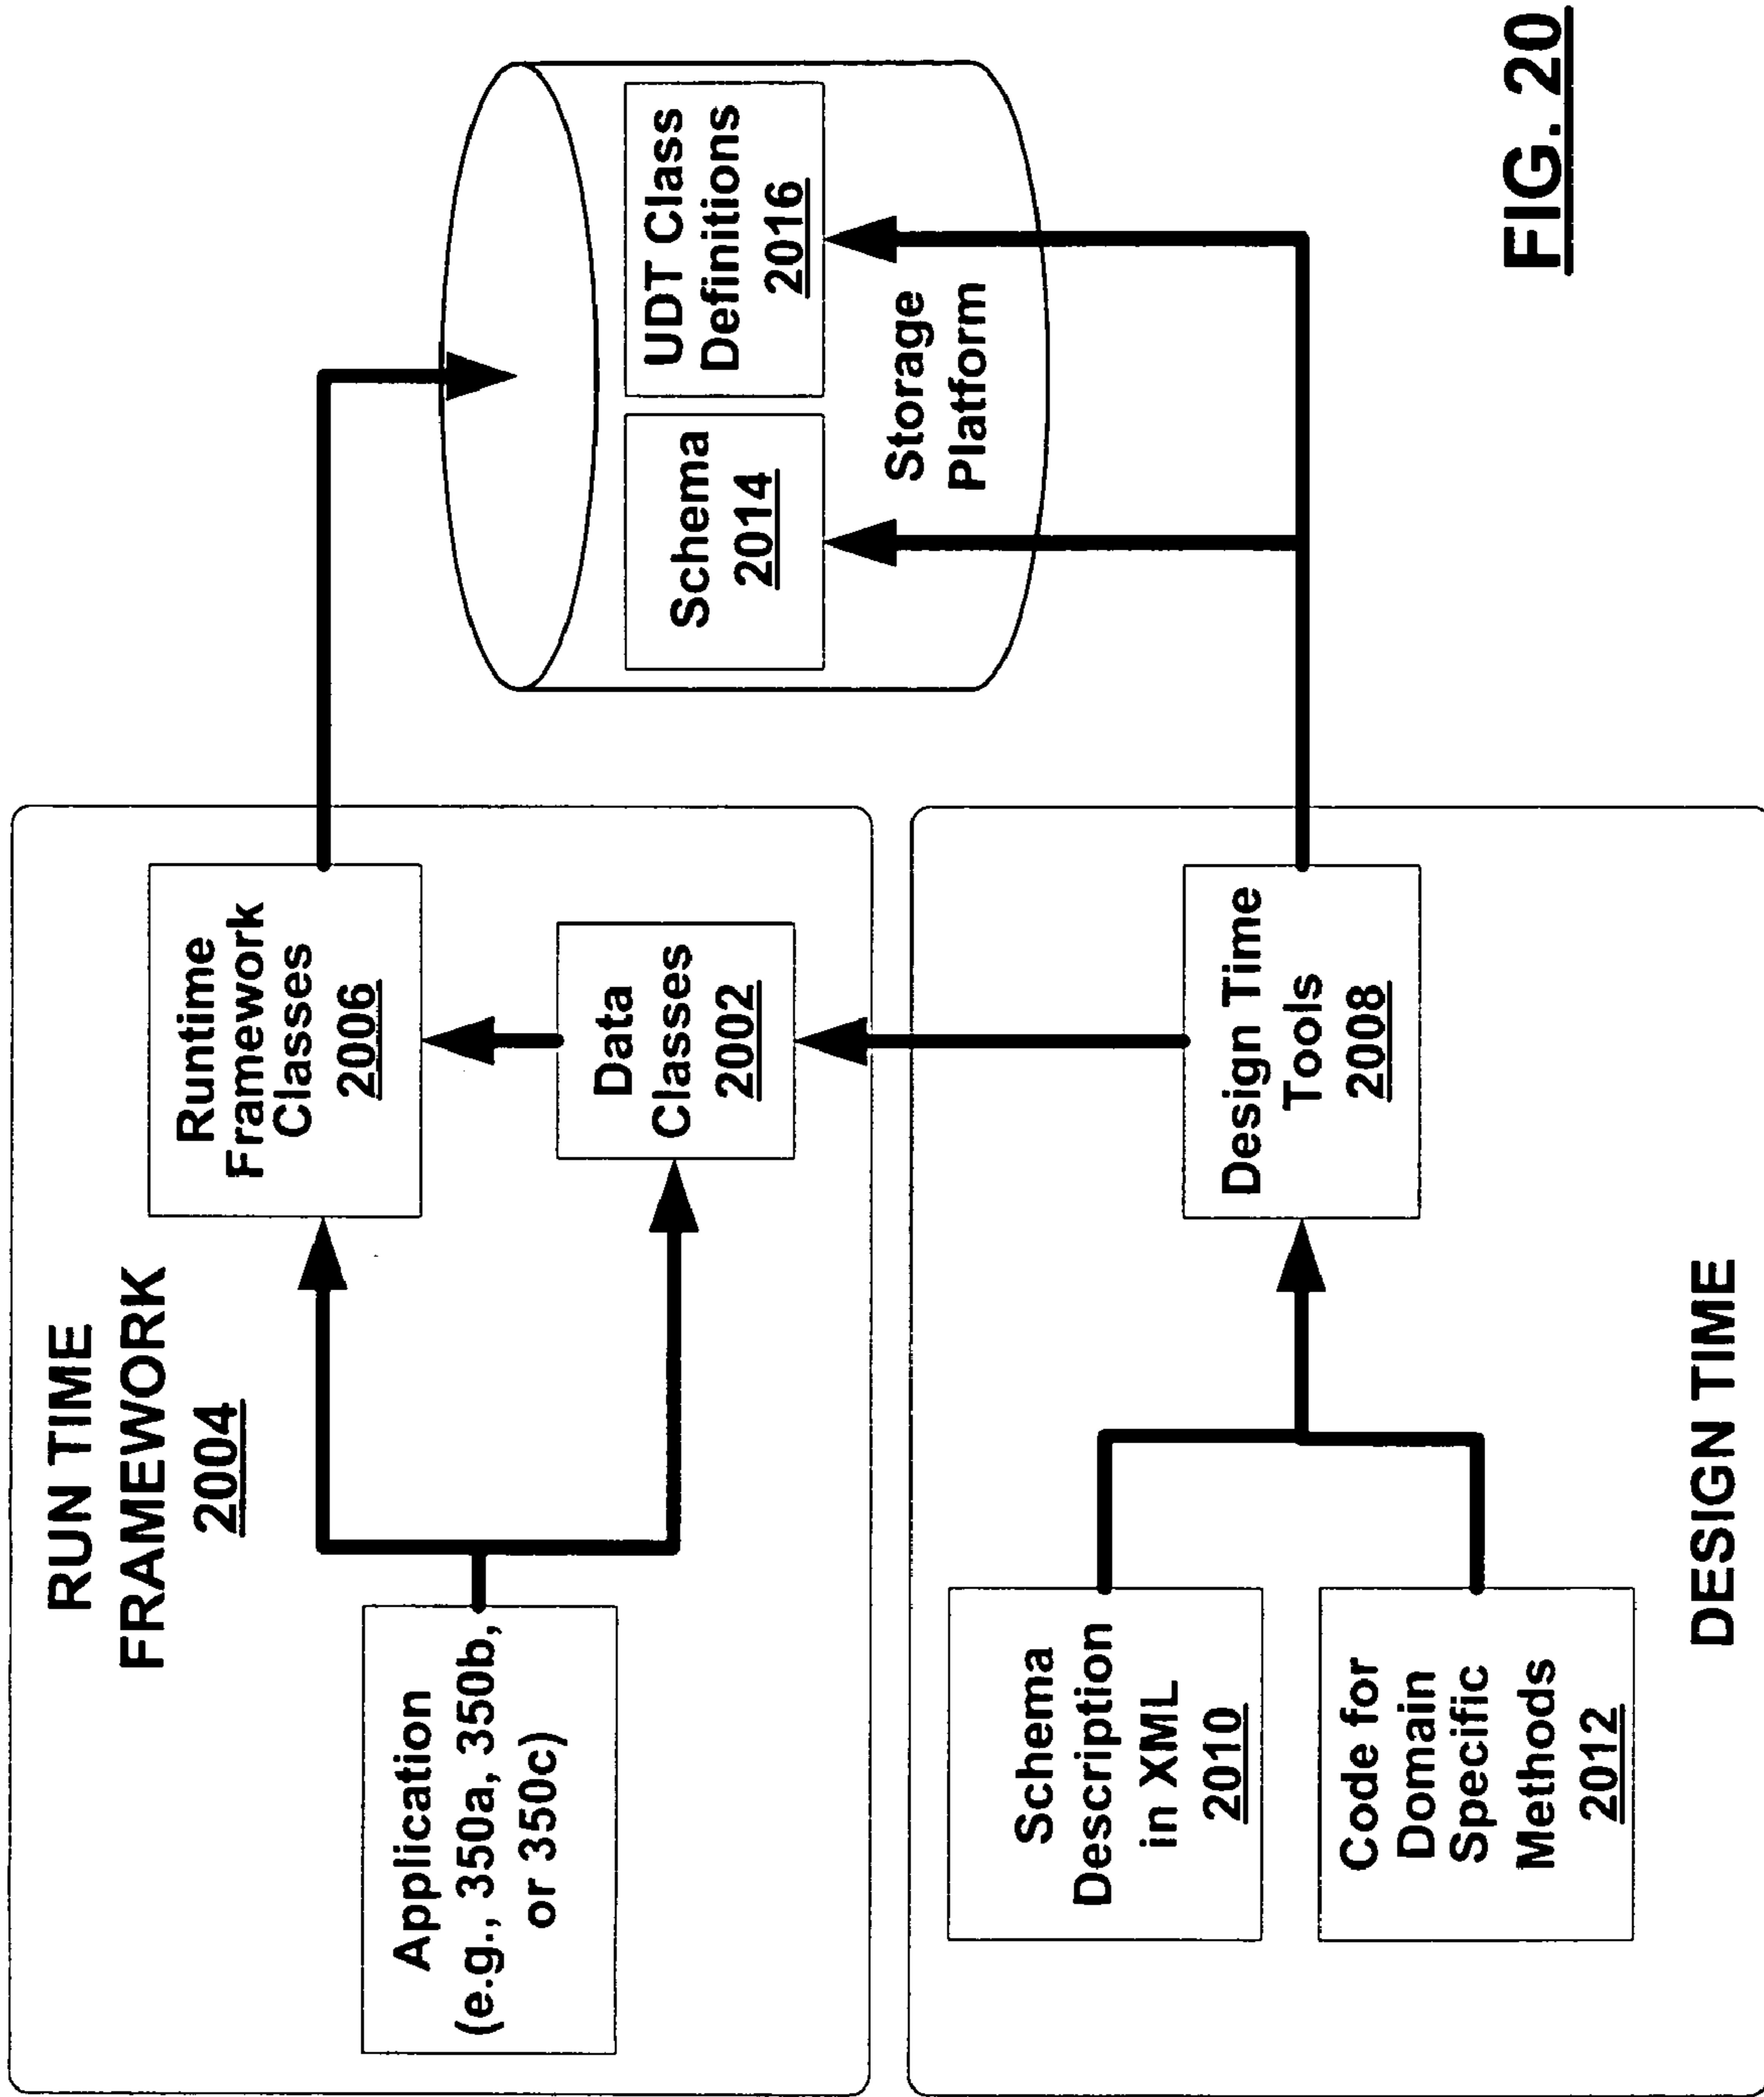 RUN TIME
FRAMEWORK
2004
Application
(e.g., 350a, 350b,
or 350c)
Runtime
Framework
Classes
2006
Data
Classes
2002
UDT Class
Definitions
2016
Schema
2014
Storage
Platform
Schema
Description
in XML
2010
Code for
Domain
Specific
Methods
2012
Design Time
Tools
2008
DESIGN TIME
FIG. 20